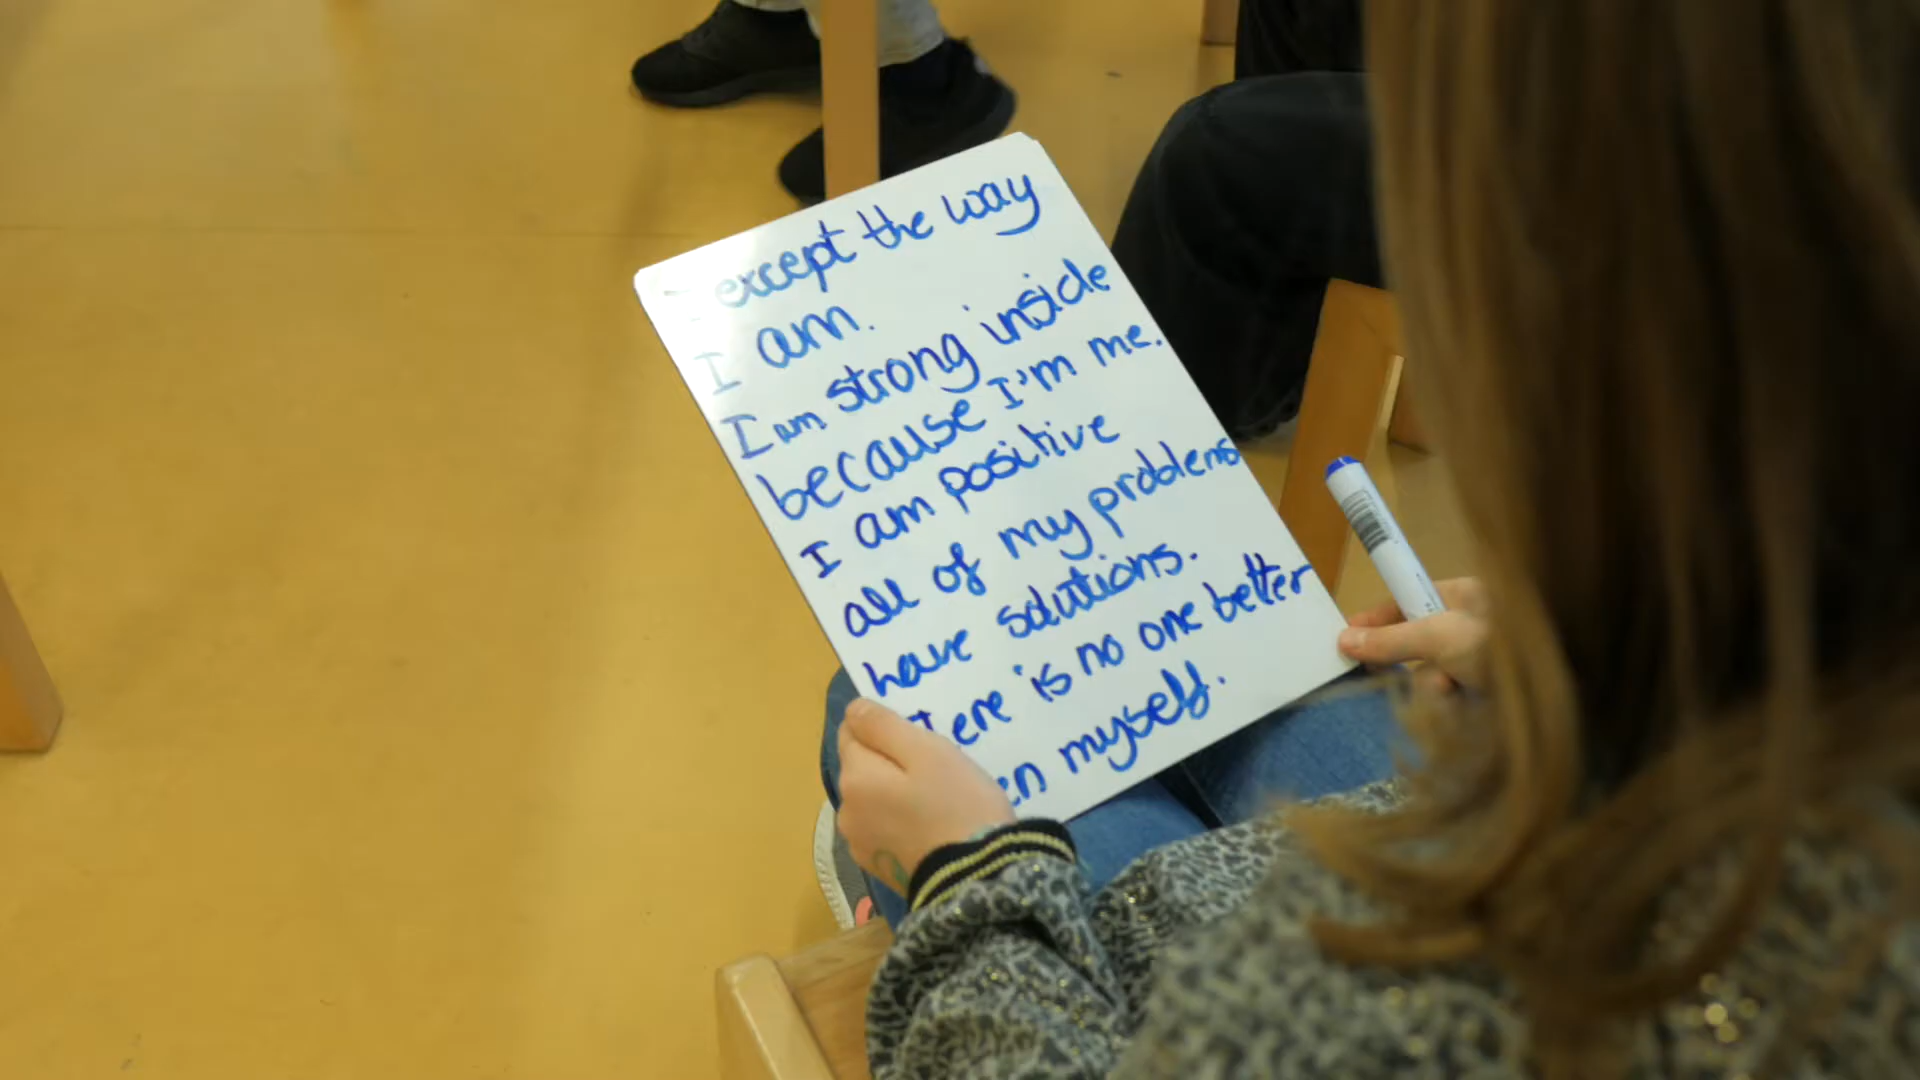 except the way
I am.
I am strong inside
because I'm me.
I am positive
all of my problems
have solutions.
is no one better
myself.